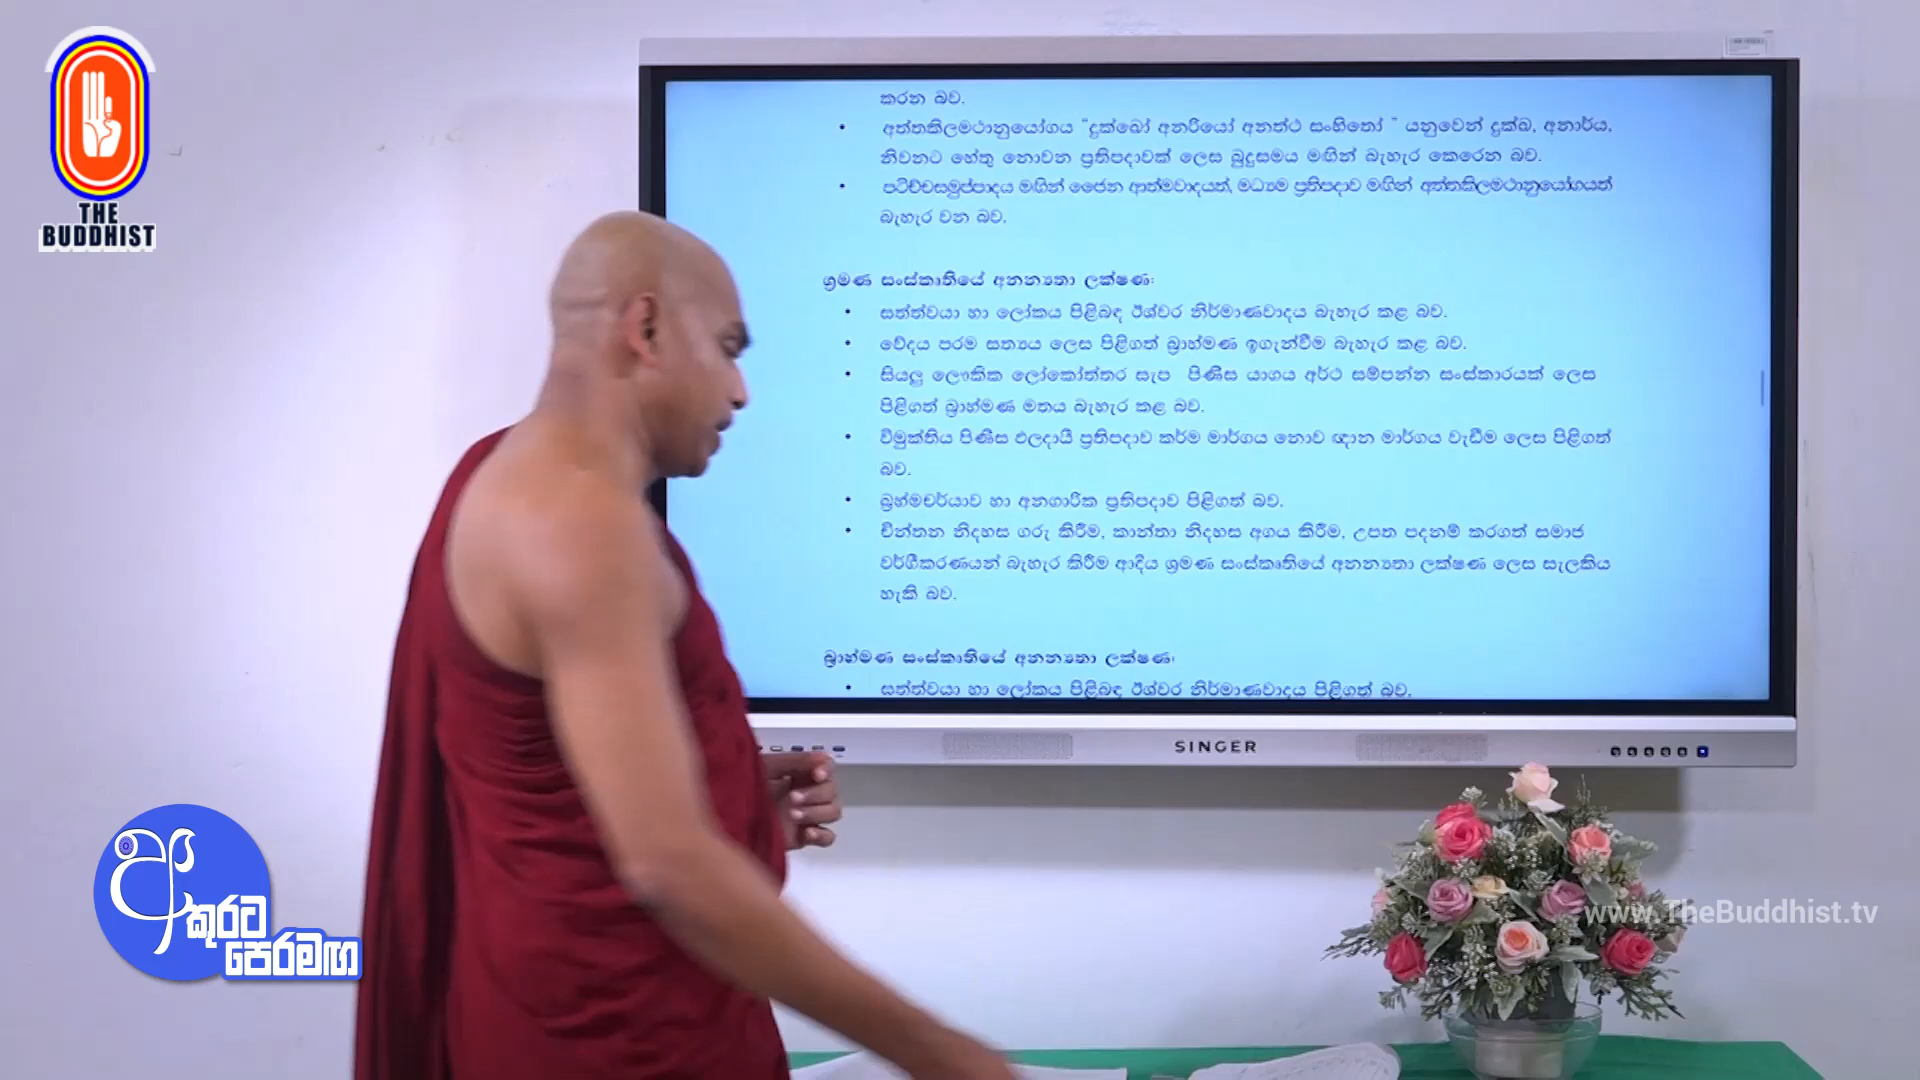 THE
BUDDHIST
කරන බව.
• අත්තකිලමථානුයෝගය “දුක්ඛෝ අනරියෝ අනත්ථ සංහිතෝ ” යනුවෙන් දුක්ඛ, අනාර්ය,
නිවනට හේතු නොවන ප්‍රතිපදාවක් ලෙස බුදුසමය මඟින් බැහැර කෙරෙන බව.
• පටිච්චසමුප්පාදය මඟින් ජෛන ආත්මවාදයත්, මධ්‍යම ප්‍රතිපදාව මඟින් අත්තකිලමථානුයෝගයත්
බැහැර වන බව.
ශ්‍රමණ සංස්කෘතියේ අනන්‍යතා ලක්ෂණ:
• සත්ත්වයා හා ලෝකය පිළිබඳ ඊශ්වර නිර්මාණවාදය බැහැර කළ බව.
• වේදය පරම සත්‍යය ලෙස පිළිගත් බ්‍රාහ්මණ ඉගැන්වීම බැහැර කළ බව.
• සියලු ලෞකික ලෝකෝත්තර සැප පිණිස යාගය අර්ථ සම්පන්න සංස්කාරයක් ලෙස
පිළිගත් බ්‍රාහ්මණ මතය බැහැර කළ බව.
• විමුක්තිය පිණිස ඵලදායී ප්‍රතිපදාව කර්ම මාර්ගය නොව ඥාන මාර්ගය වැඩීම ලෙස පිළිගත්
බව.
• බ්‍රහ්මචර්යාව හා අනගාරික ප්‍රතිපදාව පිළිගත් බව.
• චින්තන නිදහස ගරු කිරීම, කාන්තා නිදහස අගය කිරීම, උපත පදනම් කරගත් සමාජ
වර්ගීකරණයන් බැහැර කිරීම ආදිය ශ්‍රමණ සංස්කෘතියේ අනන්‍යතා ලක්ෂණ ලෙස සැලකිය
හැකි බව.
බ්‍රාහ්මණ සංස්කෘතියේ අනන්‍යතා ලක්ෂණ:
• සත්ත්වයා හා ලෝකය පිළිබඳ ඊශ්වර නිර්මාණවාදය පිළිගත් බව.
SINGER
අකුරට
පෙරමඟ
www.TheBuddhist.tv